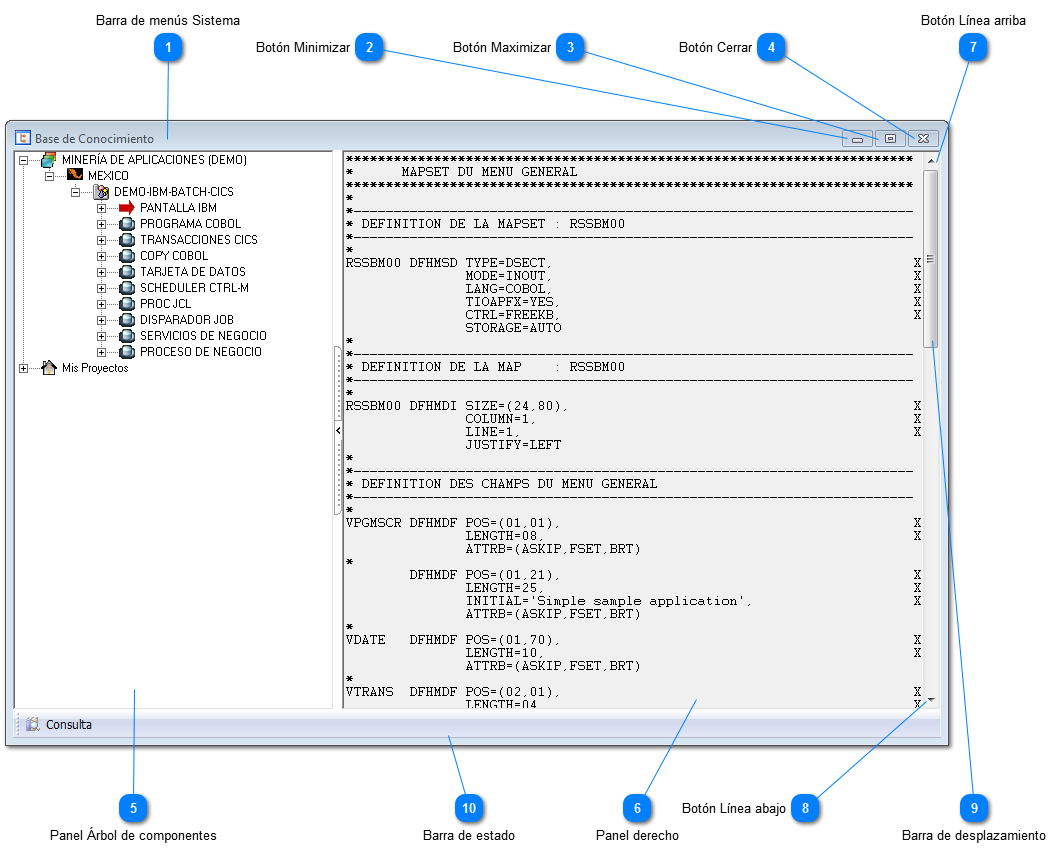 Barra de menús Sistema
1
Botón Minimizar 2
Botón Maximizar 3
Botón Cerrar 4
Botón Línea arriba
7
Base de Conocimiento
MINERÍA DE APLICACIONES (DEMO)
MEXICO
DEMO-IBM-BATCH-CICS
PANTALLA IBM
PROGRAMA COBOL
TRANSACCIONES CICS
COPY COBOL
TARJETA DE DATOS
SCHEDULER CTRL-M
PROC JCL
DISPARADOR JOB
SERVICIOS DE NEGOCIO
PROCESO DE NEGOCIO
Mis Proyectos
***********************************************************************
*      MAPSET DU MENU GENERAL
***********************************************************************
*
*----------------------------------------------------------------------
* DEFINITION DE LA MAPSET : RSSBM00
*----------------------------------------------------------------------
*
RSSBM00 DFHMSD TYPE=DSECT, X
MODE=INOUT, X
LANG=COBOL, X
TIOAPFX=YES, X
CTRL=FREEKB, X
STORAGE=AUTO
*
*----------------------------------------------------------------------
* DEFINITION DE LA MAP    : RSSBM00
*----------------------------------------------------------------------
*
RSSBM00 DFHMDI SIZE=(24,80), X
COLUMN=1, X
LINE=1, X
JUSTIFY=LEFT
*
*----------------------------------------------------------------------
* DEFINITION DES CHAMPS DU MENU GENERAL
*----------------------------------------------------------------------
*
VPGMSCR DFHMDF POS=(01,01), X
LENGTH=08, X
ATTRB=(ASKIP,FSET,BRT)
*
DFHMDF POS=(01,21), X
LENGTH=25, X
INITIAL='Simple sample application', X
ATTRB=(ASKIP,FSET,BRT)
*
VDATE   DFHMDF POS=(01,70), X
LENGTH=10, X
ATTRB=(ASKIP,FSET,BRT)
*
VTRANS  DFHMDF POS=(02,01), X
LENGTH=04 X
Consulta
5
Panel Árbol de componentes
10
Barra de estado
6
Panel derecho
Botón Línea abajo 8
9
Barra de desplazamiento